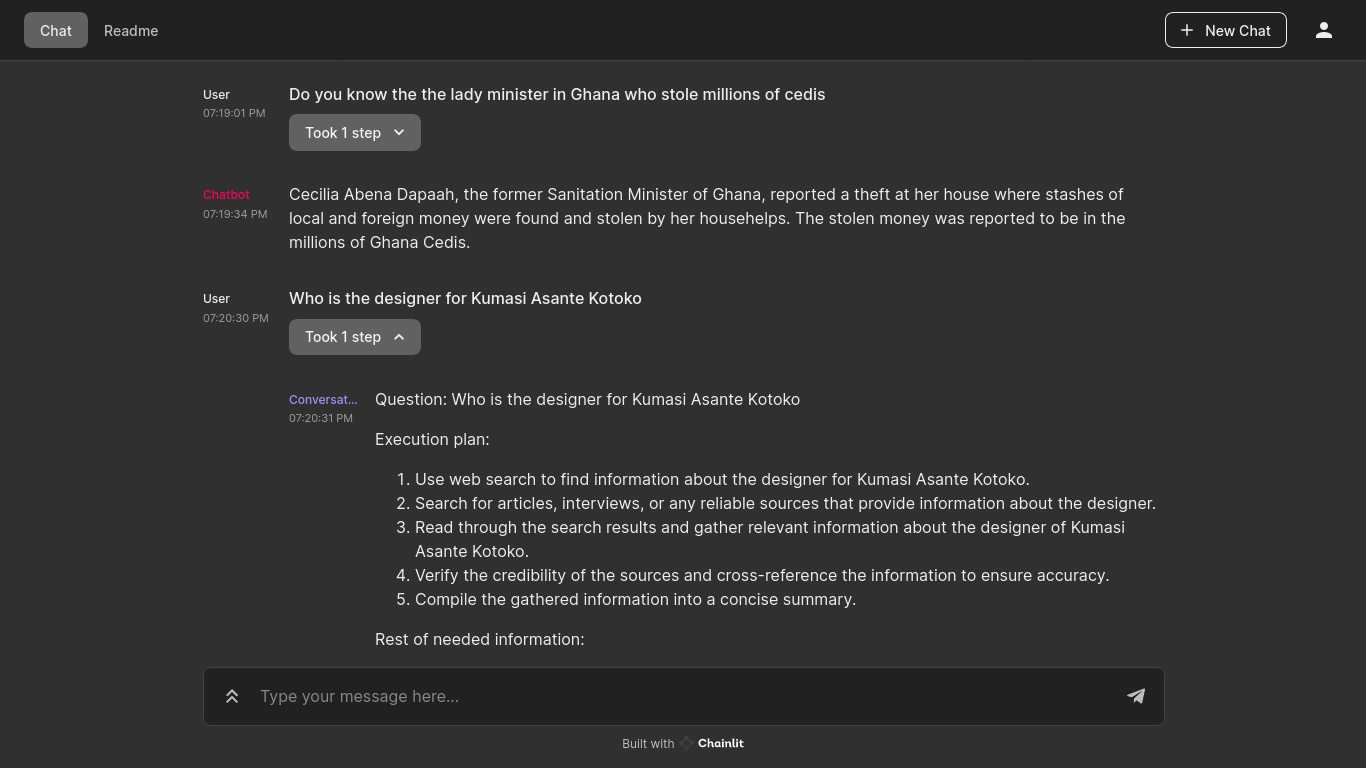 Chat
Readme
New Chat
User
07:19:01 PM
Do you know the the lady minister in Ghana who stole millions of cedis
Took 1 step
Chatbot
07:19:34 PM
Cecilia Abena Dapaah, the former Sanitation Minister of Ghana, reported a theft at her house where stashes of
local and foreign money were found and stolen by her househelps. The stolen money was reported to be in the
millions of Ghana Cedis.
User
07:20:30 PM
Who is the designer for Kumasi Asante Kotoko
Took 1 step
Conversat...
07:20:31 PM
Question: Who is the designer for Kumasi Asante Kotoko
Execution plan:
1. Use web search to find information about the designer for Kumasi Asante Kotoko.
2. Search for articles, interviews, or any reliable sources that provide information about the designer.
3. Read through the search results and gather relevant information about the designer of Kumasi
Asante Kotoko.
4. Verify the credibility of the sources and cross-reference the information to ensure accuracy.
5. Compile the gathered information into a concise summary.
Rest of needed information:
Type your message here...
Built with Chainlit